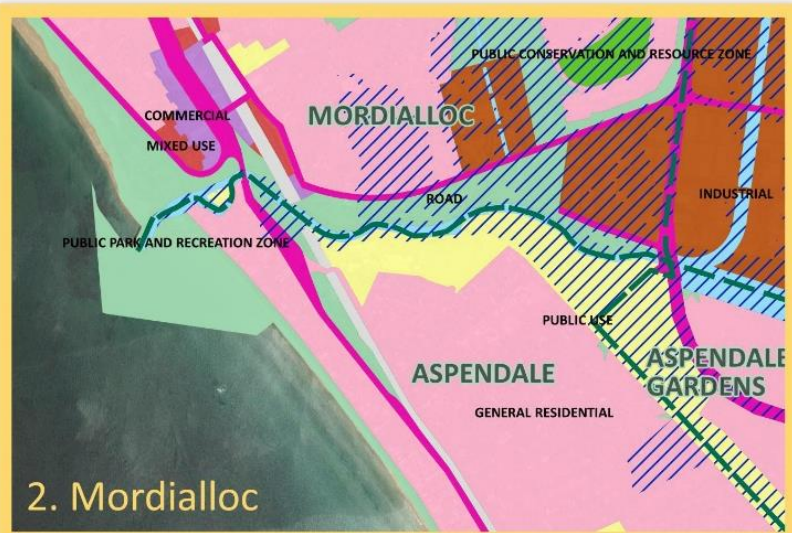 PUBLIC CONSERVATION AND RESOURCE ZONE
COMMERCIAL
MORDIALLOC
MIXED USE
ROAD
INDUSTRIAL
PUBLIC PARK AND RECREATION ZONE
PUBLIC USE
ASPENDALE
GARDENS
ASPENDALE
GENERAL RESIDENTIAL
2. Mordialloc